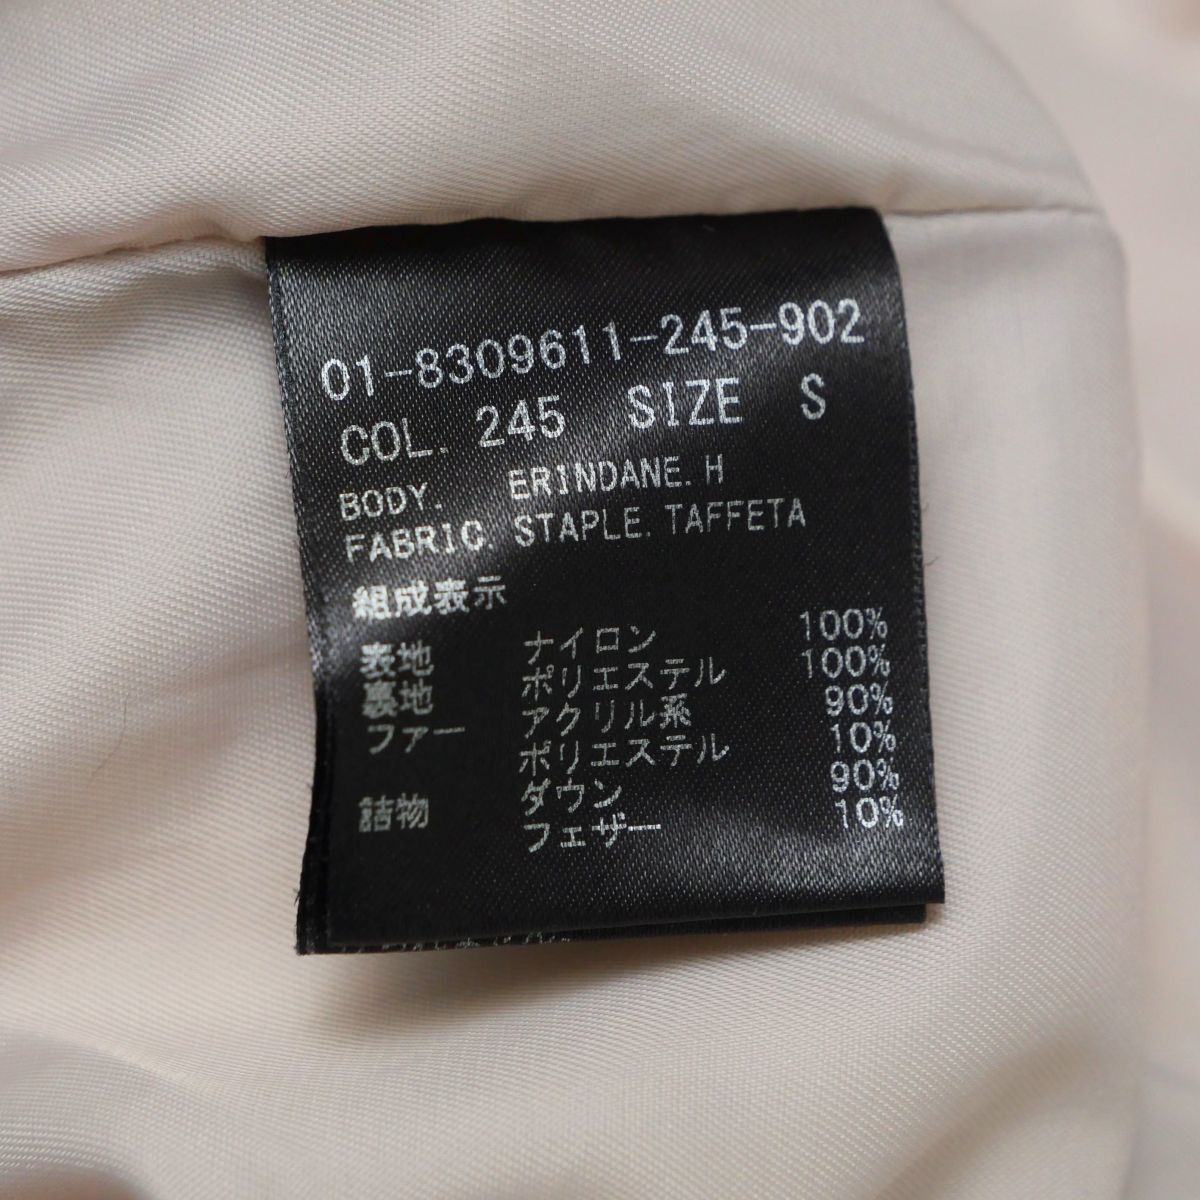 01-8309611-245-902
COL. 245 SIZE S
BODY. ERINDANE.H
FABRIC. STAPLE.TAFFETA
組成表示
表地 ナイロン 100%
裏地 ポリエステル 100%
ファー アクリル系 90%
ポリエステル 10%
詰物 ダウン 90%
フェザー 10%